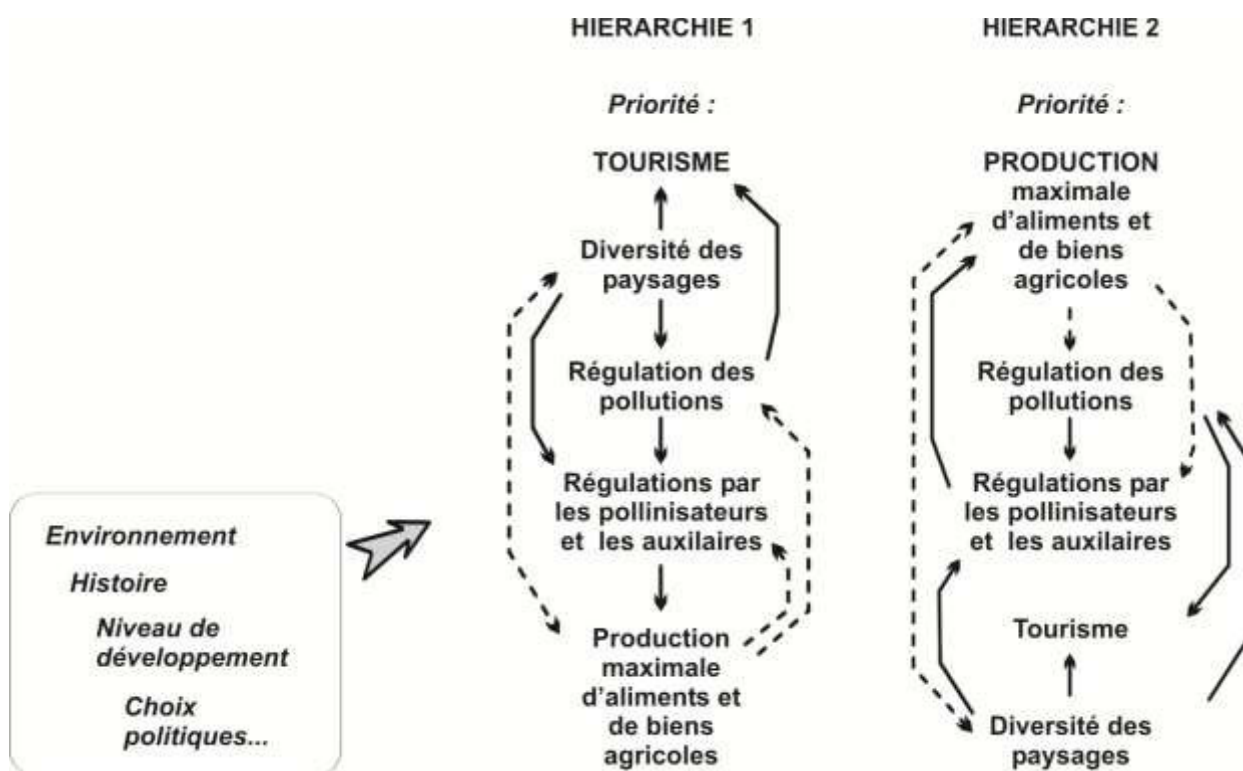 HIERARCHIE 1
Priorité :
TOURISME
Diversité des
paysages
Régulation des
pollutions
Régulations par
les pollinisateurs
et les auxilaires
Production
maximale
d'aliments et
de biens
agricoles
HIERARCHIE 2
Priorité :
PRODUCTION
maximale
d'aliments et
de biens
agricoles
Régulation des
pollutions
Régulations par
les pollinisateurs
et les auxilaires
Tourisme
Diversité des
paysages
Environnement
Histoire
Niveau de
développement
Choix
politiques...